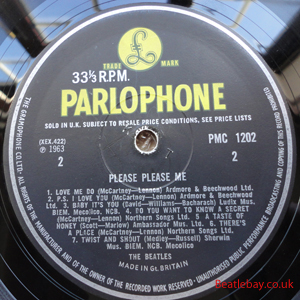 TRADE MARK
33⅓ R.P.M.
PARLOPHONE
SOLD IN U.K. SUBJECT TO RESALE PRICE CONDITIONS, SEE PRICE LISTS
(XEX.422)
℗ 1963
2
PMC 1202
2
PLEASE PLEASE ME
1. LOVE ME DO (McCartney—Lennon) Ardmore & Beechwood Ltd.
2. P.S. I LOVE YOU (McCartney—Lennon) Ardmore & Beechwood Ltd.
3. BABY IT'S YOU (David—Williams—Bacharach) Ludix Mus.
BIEM. Mecolico, NCB. 4. DO YOU WANT TO KNOW A SECRET
(McCartney—Lennon) Northern Songs Ltd. 5. A TASTE OF
HONEY (Scott—Marlow) Ambassador Mus. 6. THERE'S
A PLACE (McCartney—Lennon) Northern Songs Ltd.
7. TWIST AND SHOUT (Medley—Russell) Sherwin
Mus. BIEM. NCB. Mecolico
THE BEATLES
MADE IN GT. BRITAIN
THE GRAMOPHONE CO. LTD. ALL RIGHTS OF THE MANUFACTURER AND OF THE OWNER OF THE RECORDED WORK RESERVED. UNAUTHORISED PUBLIC PERFORMANCE, BROADCASTING AND COPYING OF THIS RECORD PROHIBITED
Beatlebay.co.uk